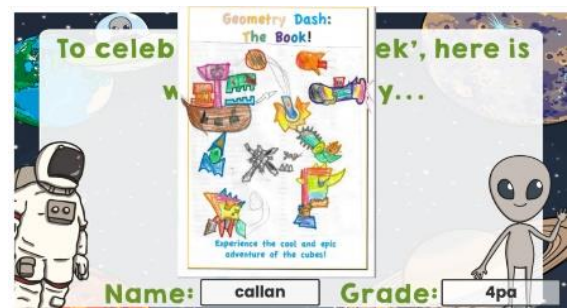 Geometry Dash:
The Book!
To celeb ek', here is
w y...
Experience the cool and epic
adventure of the cubes!
Name: callan Grade: 4pa